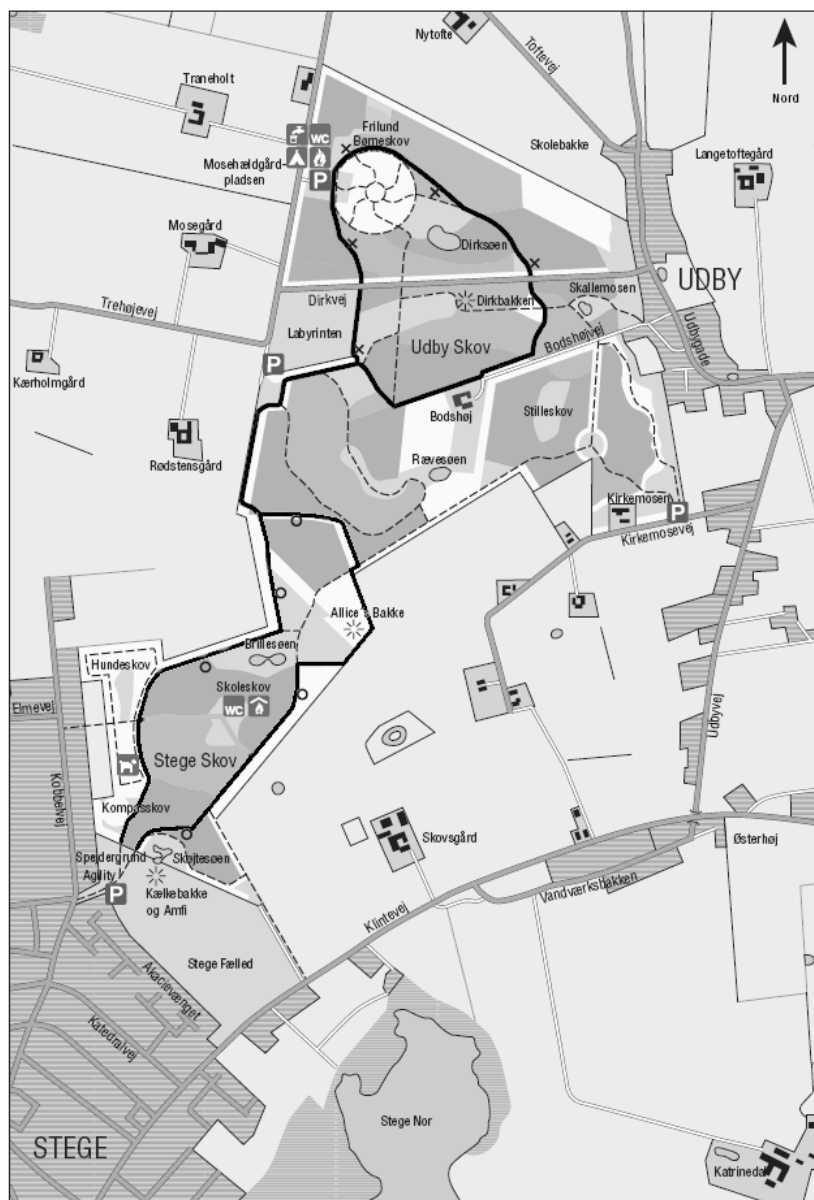 Nytofte
Toftevej
Nord
Traneholt
Frilund
Børneskov
WC
Skolebakke
Langetoftegård
Mosehældgård-
pladsen
P
Mosegård
Dirksøen
UDBY
Skallemosen
Dirkvej
Dirkbakken
Trehøjevej
Labyrinten
Udby Skov
Bodshøjvej
Udbygade
P
Kærholmgård
Bodshøj
Stilleskov
Rødstensgård
Rævesøen
Kirkemosen
P
Kirkemosevej
Allice´s Bakke
Brillesøen
Hundeskov
Skoleskov
Elmevej
WC
Udbyvej
Stege Skov
Kobbelvej
Kompasskov
Skovsgård
Østerhøj
Spejdergrund
Agility
Skøjtesøen
P
Kælkebakke
og Amfi
Vandværksbakken
Klintevej
Stege Fælled
Akacievænget
Katedralvej
Stege Nor
STEGE
Katrinedal